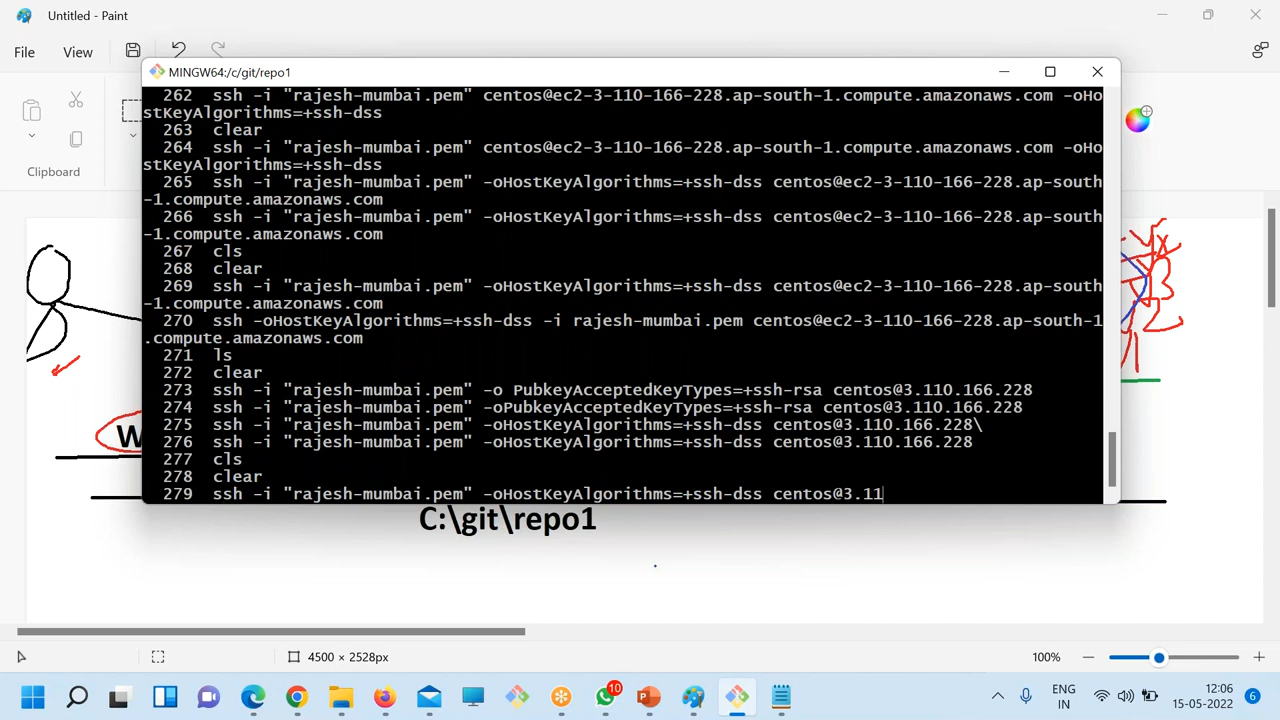 Untitled - Paint
File View
MINGW64:/c/git/repo1
262 ssh -i "rajesh-mumbai.pem" centos@ec2-3-110-166-228.ap-south-1.compute.amazonaws.com -oHo
stKeyAlgorithms=+ssh-dss
263 clear
264 ssh -i "rajesh-mumbai.pem" centos@ec2-3-110-166-228.ap-south-1.compute.amazonaws.com -oHo
stKeyAlgorithms=+ssh-dss
265 ssh -i "rajesh-mumbai.pem" -oHostKeyAlgorithms=+ssh-dss centos@ec2-3-110-166-228.ap-south
-1.compute.amazonaws.com
266 ssh -i "rajesh-mumbai.pem" -oHostKeyAlgorithms=+ssh-dss centos@ec2-3-110-166-228.ap-south
-1.compute.amazonaws.com
267 cls
268 clear
269 ssh -i "rajesh-mumbai.pem" -oHostKeyAlgorithms=+ssh-dss centos@ec2-3-110-166-228.ap-south
-1.compute.amazonaws.com
270 ssh -oHostKeyAlgorithms=+ssh-dss -i rajesh-mumbai.pem centos@ec2-3-110-166-228.ap-south-1
.compute.amazonaws.com
271 ls
272 clear
273 ssh -i "rajesh-mumbai.pem" -o PubkeyAcceptedKeyTypes=+ssh-rsa centos@3.110.166.228
274 ssh -i "rajesh-mumbai.pem" -oPubkeyAcceptedKeyTypes=+ssh-rsa centos@3.110.166.228
275 ssh -i "rajesh-mumbai.pem" -oHostKeyAlgorithms=+ssh-dss centos@3.110.166.228\
276 ssh -i "rajesh-mumbai.pem" -oHostKeyAlgorithms=+ssh-dss centos@3.110.166.228
277 cls
278 clear
279 ssh -i "rajesh-mumbai.pem" -oHostKeyAlgorithms=+ssh-dss centos@3.11
Clipboard
W
3
2
1
C:\git\repo1
4500 × 2528px
100%
10
ENG
IN
12:06
15-05-2022
6